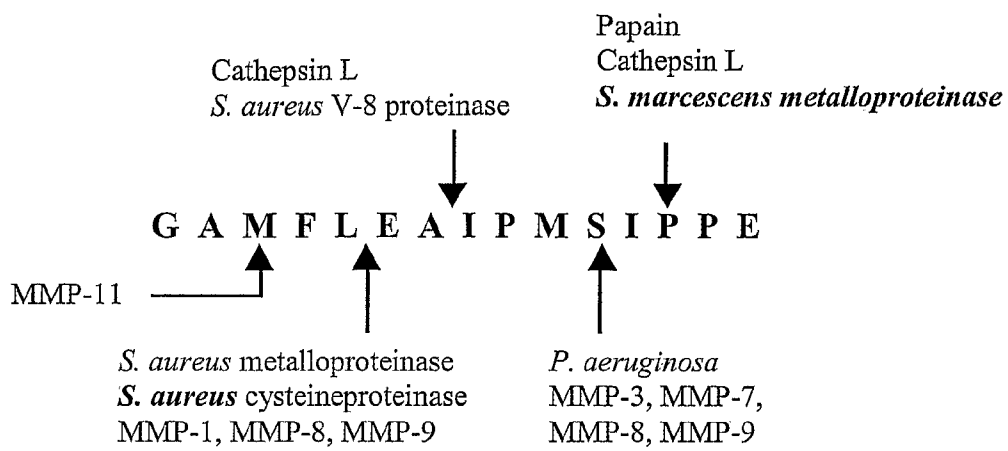 Papain
Cathepsin L
S. marcescens metalloproteinase
Cathepsin L
S. aureus V-8 proteinase
G A M F L E A I P M S I P P E
MMP-11
S. aureus metalloproteinase
S. aureus cysteineproteinase
MMP-1, MMP-8, MMP-9
P. aeruginosa
MMP-3, MMP-7,
MMP-8, MMP-9